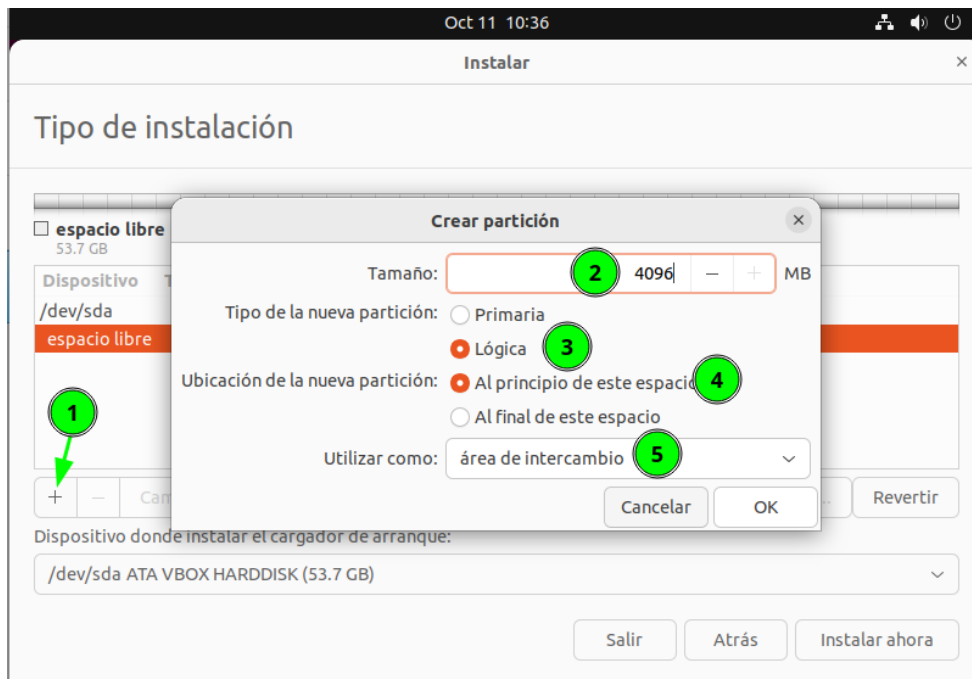 Oct 11 10:36
Instalar
Tipo de instalación
espacio libre
53.7 GB
Crear partición
Dispositivo T
Tamaño: 2 4096 MB
/dev/sda
Tipo de la nueva partición: Primaria
espacio libre
Lógica 3
Ubicación de la nueva partición: Al principio de este espacio 4
1
Al final de este espacio
Utilizar como: área de intercambio 5
+ − Cam
Cancelar OK
... Revertir
Dispositivo donde instalar el cargador de arranque:
/dev/sda ATA VBOX HARDDISK (53.7 GB)
Salir Atrás Instalar ahora